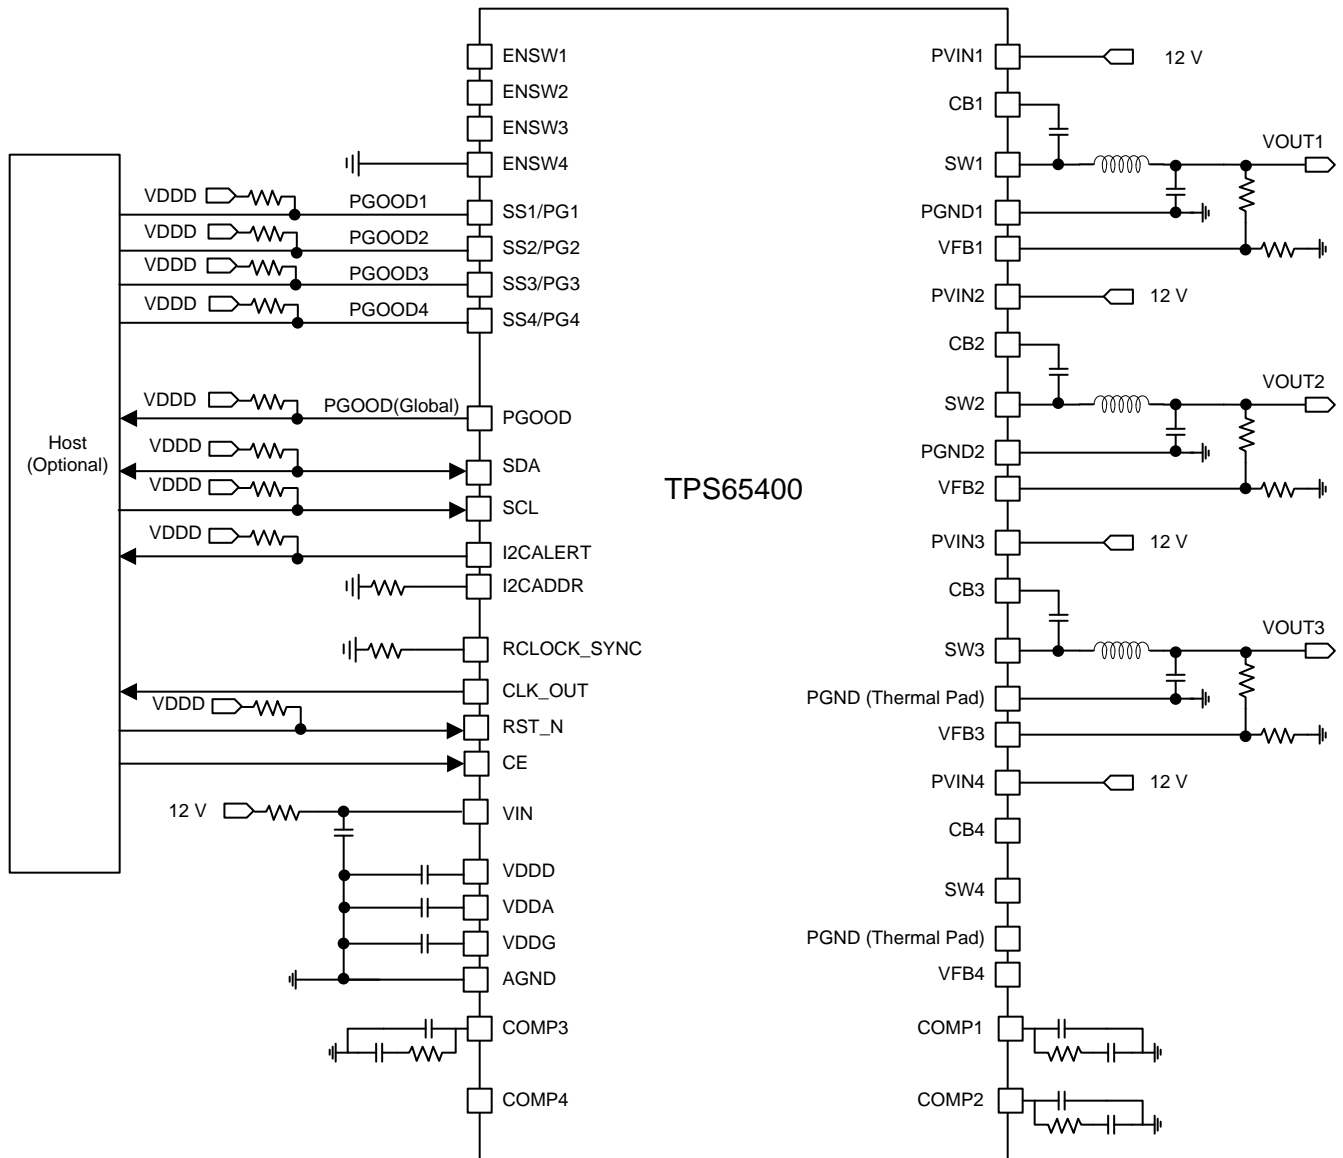 ENSW1
ENSW2
ENSW3
ENSW4
VDDD
PGOOD1
SS1/PG1
VDDD
PGOOD2
SS2/PG2
VDDD
PGOOD3
SS3/PG3
VDDD
PGOOD4
SS4/PG4
VDDD
PGOOD(Global)
PGOOD
Host
(Optional)
VDDD
SDA
VDDD
SCL
VDDD
I2CALERT
I2CADDR
RCLOCK_SYNC
CLK_OUT
VDDD
RST_N
CE
12 V
VIN
VDDD
VDDA
VDDG
AGND
COMP3
COMP4
TPS65400
PVIN1
12 V
CB1
SW1
VOUT1
PGND1
VFB1
PVIN2
12 V
CB2
SW2
VOUT2
PGND2
VFB2
PVIN3
12 V
CB3
SW3
VOUT3
PGND (Thermal Pad)
VFB3
PVIN4
12 V
CB4
SW4
PGND (Thermal Pad)
VFB4
COMP1
COMP2